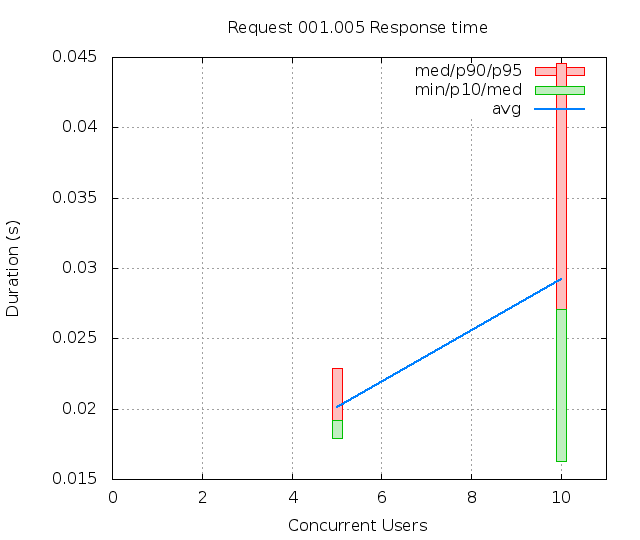 Request 001.005 Response time
0.045
0.04
0.035
0.03
0.025
0.02
0.015
Duration (s)
med/p90/p95
min/p10/med
avg
0 2 4 6 8 10
Concurrent Users